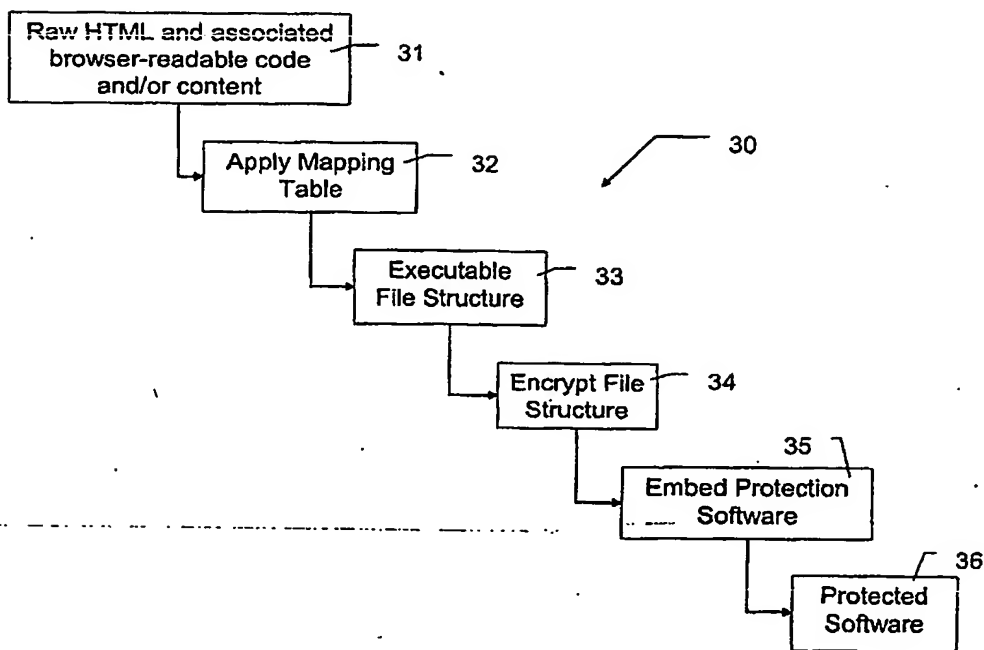 Raw HTML and associated
browser-readable code
and/or content
31
Apply Mapping
Table
32
30
Executable
File Structure
33
Encrypt File
Structure
34
35
Embed Protection
Software
36
Protected
Software